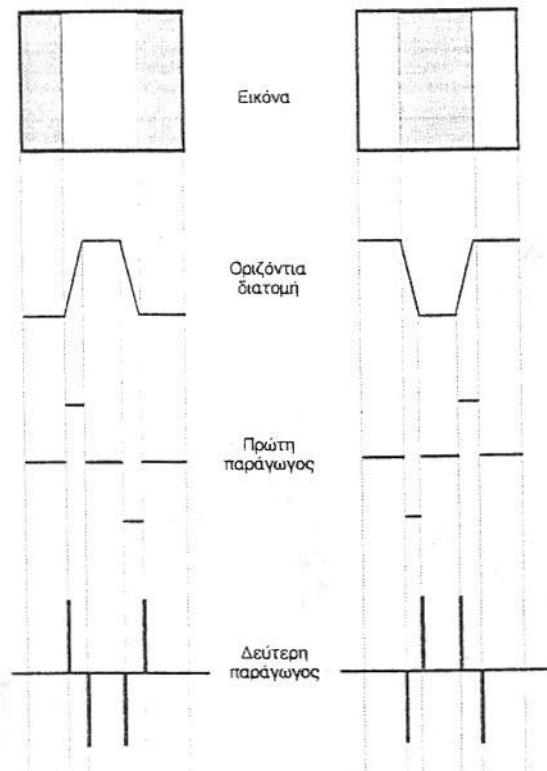 Εικόνα
Οριζόντια
διατομή
Πρώτη
παράγωγος
Δεύτερη
παράγωγος